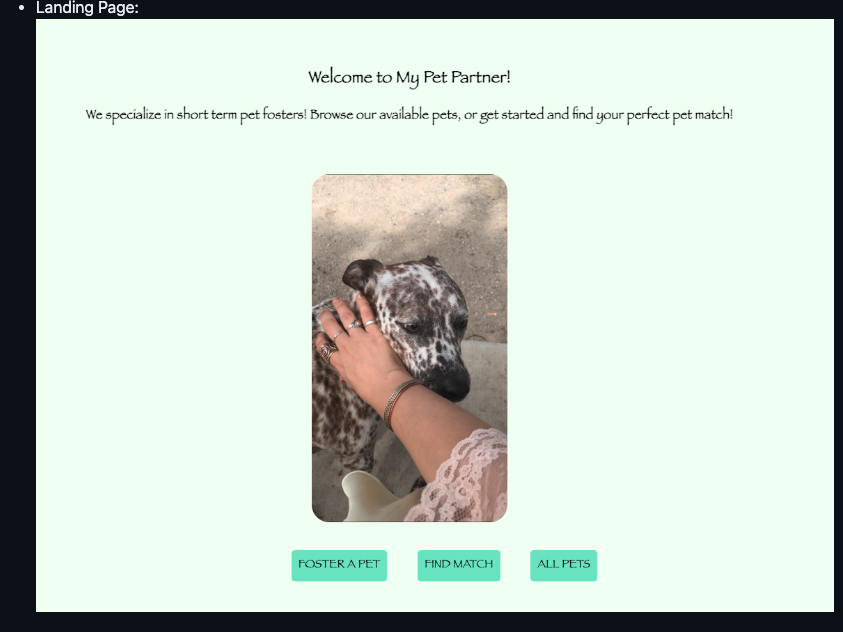 Landing Page:
Welcome to My Pet Partner!
We specialize in short term pet fosters! Browse our available pets, or get started and find your perfect pet match!
FOSTER A PET
FIND MATCH
ALL PETS